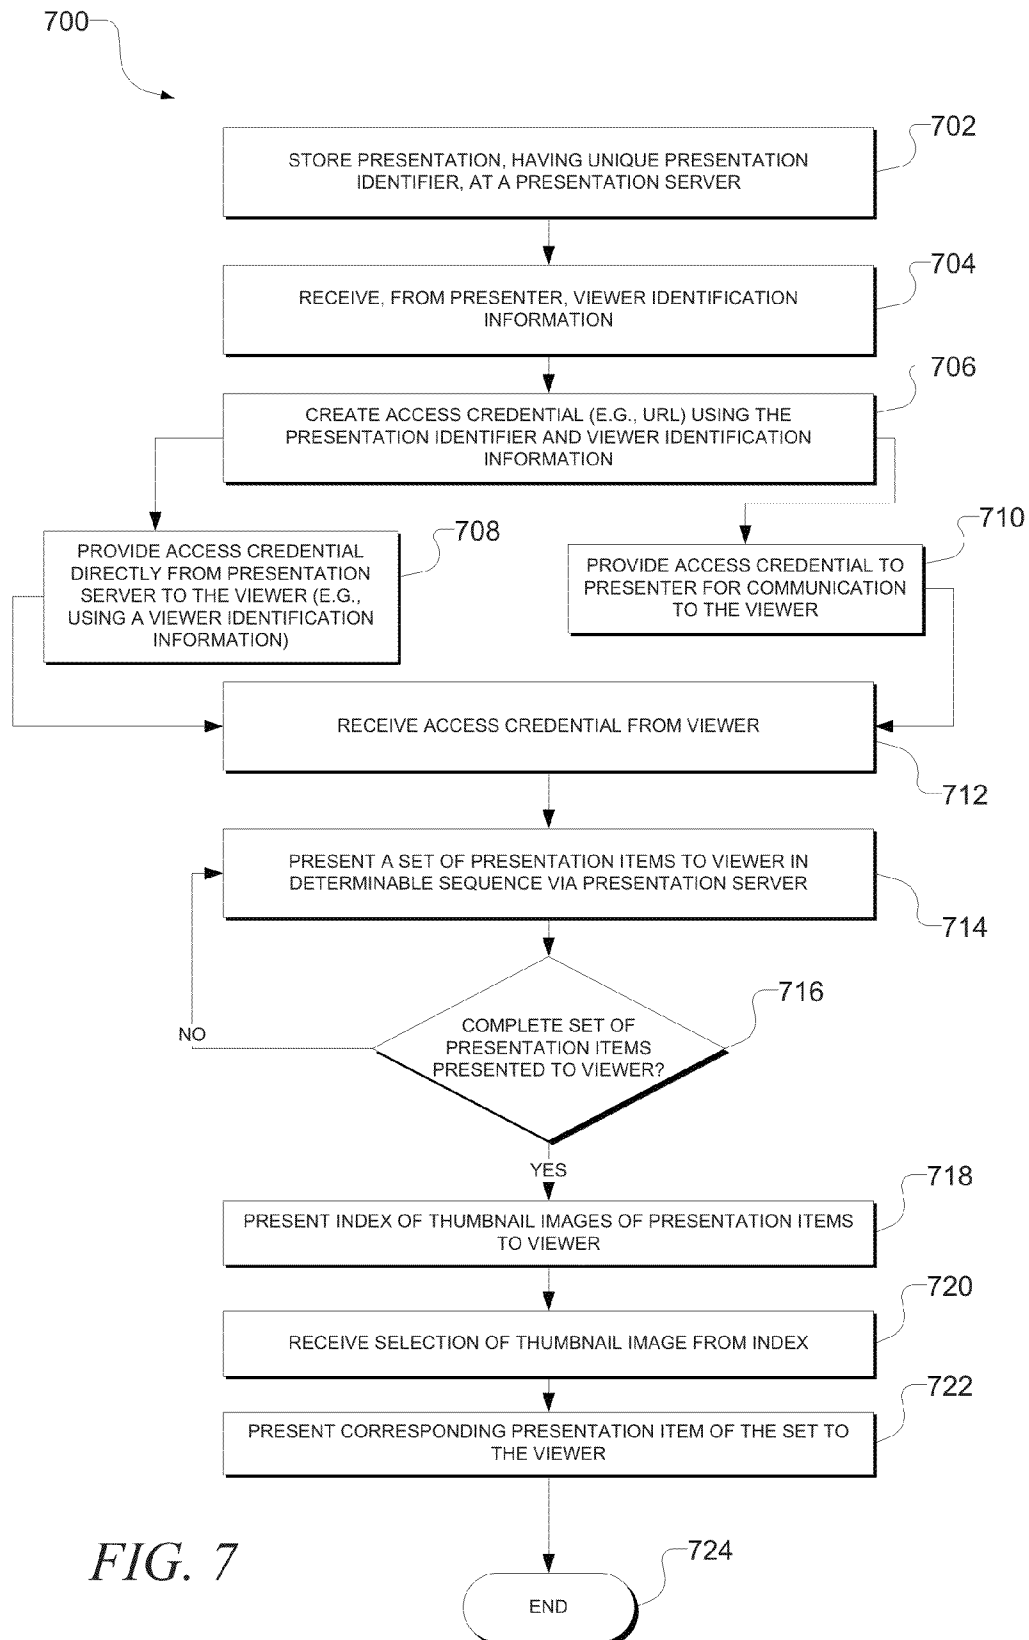 700
702
STORE PRESENTATION, HAVING UNIQUE PRESENTATION
IDENTIFIER, AT A PRESENTATION SERVER
704
RECEIVE, FROM PRESENTER, VIEWER IDENTIFICATION
INFORMATION
706
CREATE ACCESS CREDENTIAL (E.G., URL) USING THE
PRESENTATION IDENTIFIER AND VIEWER IDENTIFICATION
INFORMATION
708
PROVIDE ACCESS CREDENTIAL
DIRECTLY FROM PRESENTATION
SERVER TO THE VIEWER (E.G.,
USING A VIEWER IDENTIFICATION
INFORMATION)
710
PROVIDE ACCESS CREDENTIAL TO
PRESENTER FOR COMMUNICATION
TO THE VIEWER
RECEIVE ACCESS CREDENTIAL FROM VIEWER
712
PRESENT A SET OF PRESENTATION ITEMS TO VIEWER IN
DETERMINABLE SEQUENCE VIA PRESENTATION SERVER
714
716
COMPLETE SET OF
PRESENTATION ITEMS
PRESENTED TO VIEWER?
NO
YES
718
PRESENT INDEX OF THUMBNAIL IMAGES OF PRESENTATION ITEMS
TO VIEWER
720
RECEIVE SELECTION OF THUMBNAIL IMAGE FROM INDEX
722
PRESENT CORRESPONDING PRESENTATION ITEM OF THE SET TO
THE VIEWER
FIG. 7
724
END